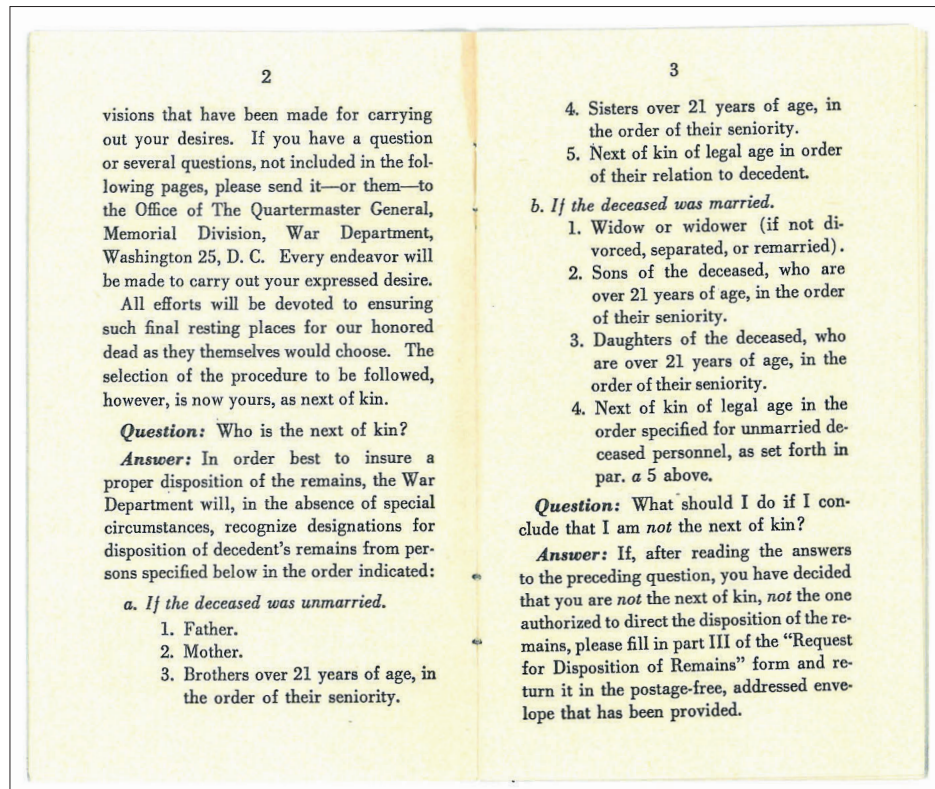 2
visions that have been made for carrying
out your desires. If you have a question
or several questions, not included in the fol-
lowing pages, please send it—or them—to
the Office of The Quartermaster General,
Memorial Division, War Department,
Washington 25, D. C. Every endeavor will
be made to carry out your expressed desire.
All efforts will be devoted to ensuring
such final resting places for our honored
dead as they themselves would choose. The
selection of the procedure to be followed,
however, is now yours, as next of kin.
Question: Who is the next of kin?
Answer: In order best to insure a
proper disposition of the remains, the War
Department will, in the absence of special
circumstances, recognize designations for
disposition of decedent's remains from per-
sons specified below in the order indicated:
a. If the deceased was unmarried.
1. Father.
2. Mother.
3. Brothers over 21 years of age, in
the order of their seniority.
3
4. Sisters over 21 years of age, in
the order of their seniority.
5. Next of kin of legal age in order
of their relation to decedent.
b. If the deceased was married.
1. Widow or widower (if not di-
vorced, separated, or remarried).
2. Sons of the deceased, who are
over 21 years of age, in the order
of their seniority.
3. Daughters of the deceased, who
are over 21 years of age, in the
order of their seniority.
4. Next of kin of legal age in the
order specified for unmarried de-
ceased personnel, as set forth in
par. a 5 above.
Question: What should I do if I con-
clude that I am not the next of kin?
Answer: If, after reading the answers
to the preceding question, you have decided
that you are not the next of kin, not the one
authorized to direct the disposition of the re-
mains, please fill in part III of the “Request
for Disposition of Remains” form and re-
turn it in the postage-free, addressed enve-
lope that has been provided.